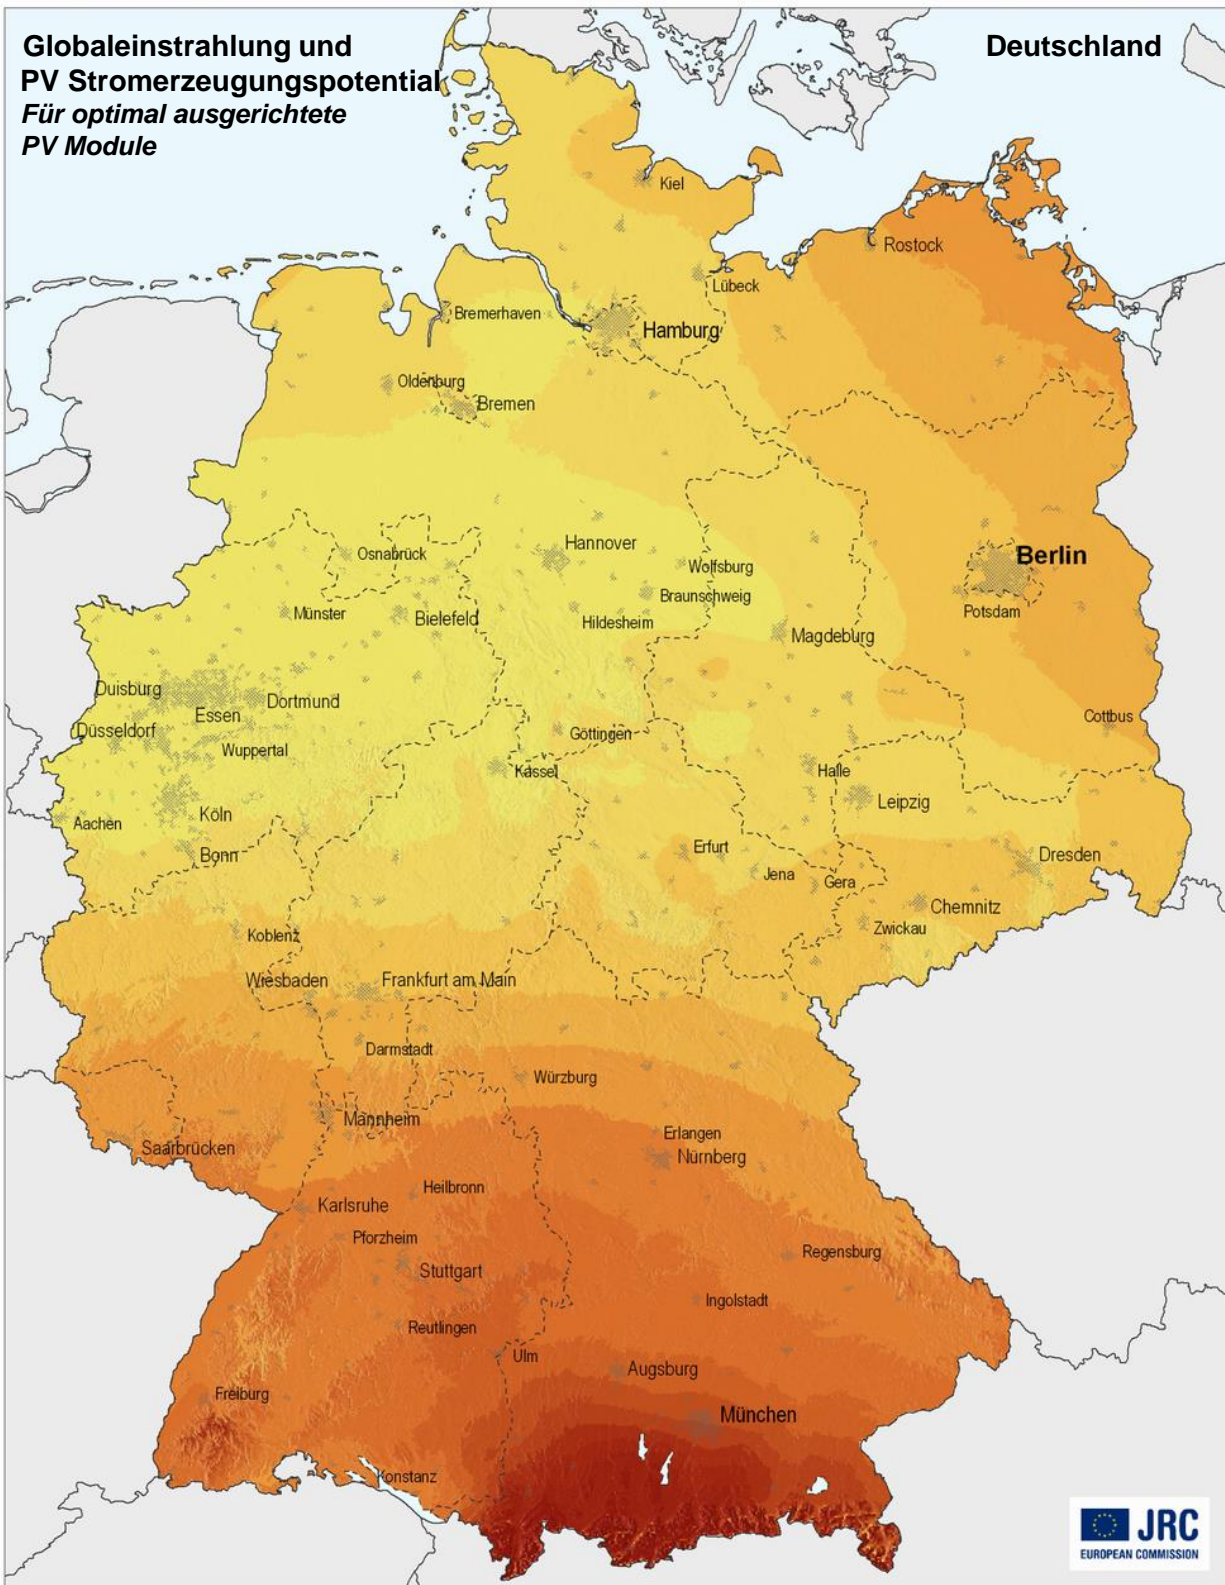 Globaleinstrahlung und
PV Stromerzeugungspotential
Für optimal ausgerichtete
PV Module
Deutschland
Kiel
Rostock
Lübeck
Bremerhaven
Hamburg
Oldenburg
Bremen
Osnabrück
Hannover
Wolfsburg
Berlin
Braunschweig
Potsdam
Münster
Bielefeld
Hildesheim
Magdeburg
Duisburg
Dortmund
Essen
Cottbus
Düsseldorf
Göttingen
Wuppertal
Kassel
Halle
Leipzig
Köln
Aachen
Bonn
Erfurt
Dresden
Jena
Gera
Chemnitz
Zwickau
Koblenz
Wiesbaden
Frankfurt am Main
Darmstadt
Würzburg
Mannheim
Erlangen
Saarbrücken
Nürnberg
Heilbronn
Karlsruhe
Pforzheim
Regensburg
Stuttgart
Ingolstadt
Reutlingen
Ulm
Augsburg
Freiburg
München
Konstanz
JRC
EUROPEAN COMMISSION